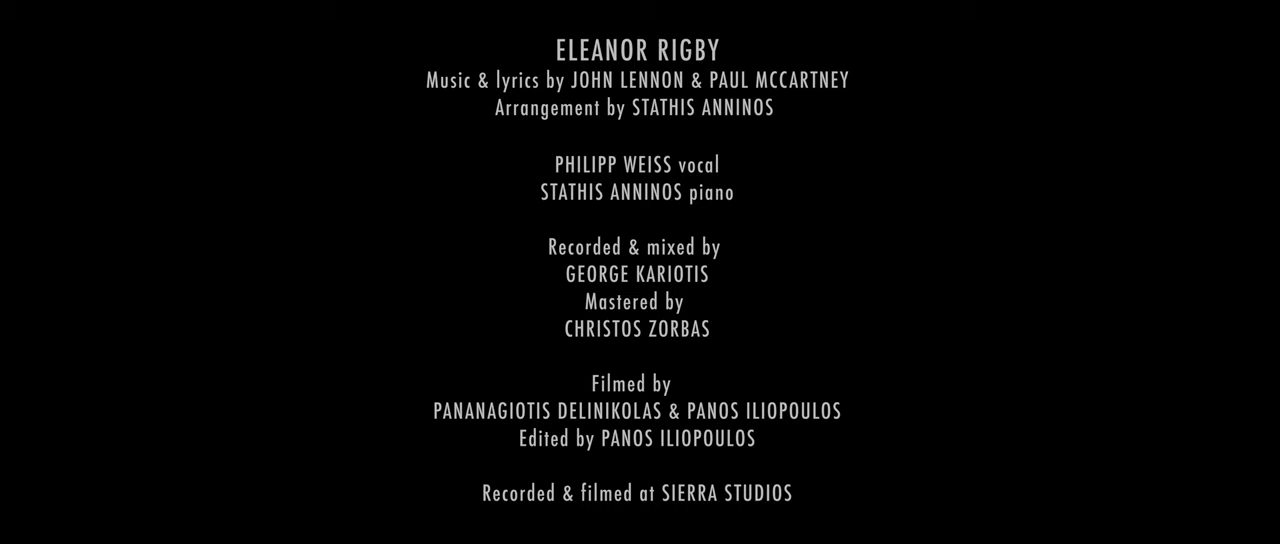 ELEANOR RIGBY
Music & lyrics by JOHN LENNON & PAUL MCCARTNEY
Arrangement by STATHIS ANNINOS
PHILIPP WEISS vocal
STATHIS ANNINOS piano
Recorded & mixed by
GEORGE KARIOTIS
Mastered by
CHRISTOS ZORBAS
Filmed by
PANANAGIOTIS DELINIKOLAS & PANOS ILIOPOULOS
Edited by PANOS ILIOPOULOS
Recorded & filmed at SIERRA STUDIOS